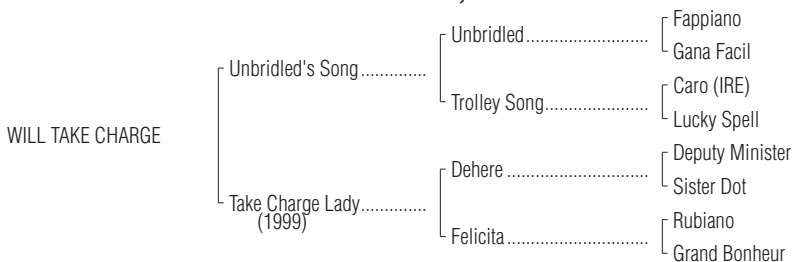 Fappiano
Unbridled..............................
Gana Facil
Unbridled's Song..............
Caro (IRE)
Trolley Song.........................
Lucky Spell
WILL TAKE CHARGE
Deputy Minister
Dehere ..................................
Sister Dot
Take Charge Lady..............
(1999)
Rubiano
Felicita..................................
Grand Bonheur